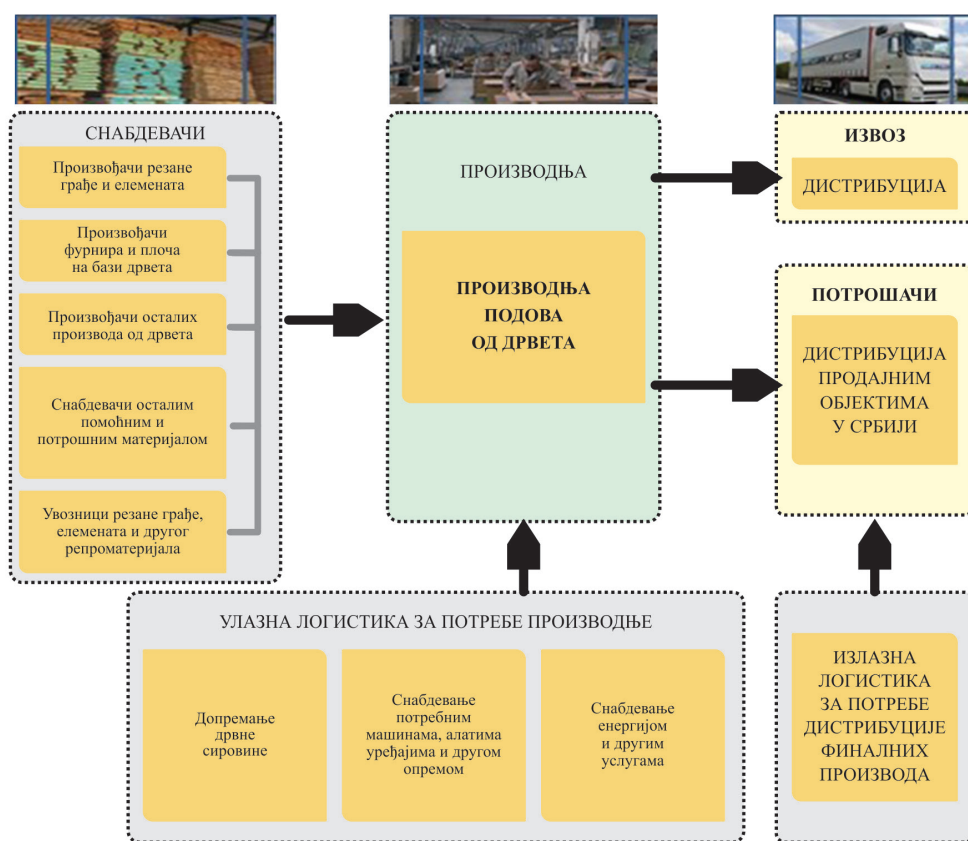 СНАБДЕВАЧИ
Произвођачи резане
грађе и елемената
Произвођачи
фурнира и плоча
на бази дрвета
Произвођачи осталих
производа од дрвета
Снабдевачи осталим
помоћним и
потрошним материјалом
Увозници резане грађе,
елемената и другог
репроматеријала
ПРОИЗВОДЊА
ПРОИЗВОДЊА
ПОДОВА
ОД ДРВЕТА
ИЗВОЗ
ДИСТРИБУЦИЈА
ПОТРОШАЧИ
ДИСТРИБУЦИЈА
ПРОДАЈНИМ
ОБЈЕКТИМА
У СРБИЈИ
УЛАЗНА ЛОГИСТИКА ЗА ПОТРЕБЕ ПРОИЗВОДЊЕ
Допремање
дрвне
сировине
Снабдевање
потребним
машинама, алатима
уређајима и другом
опремом
Снабдевање
енергијом
и другим
услугама
ИЗЛАЗНА
ЛОГИСТИКА
ЗА ПОТРЕБЕ
ДИСТРИБУЦИЈЕ
ФИНАЛНИХ
ПРОИЗВОДА